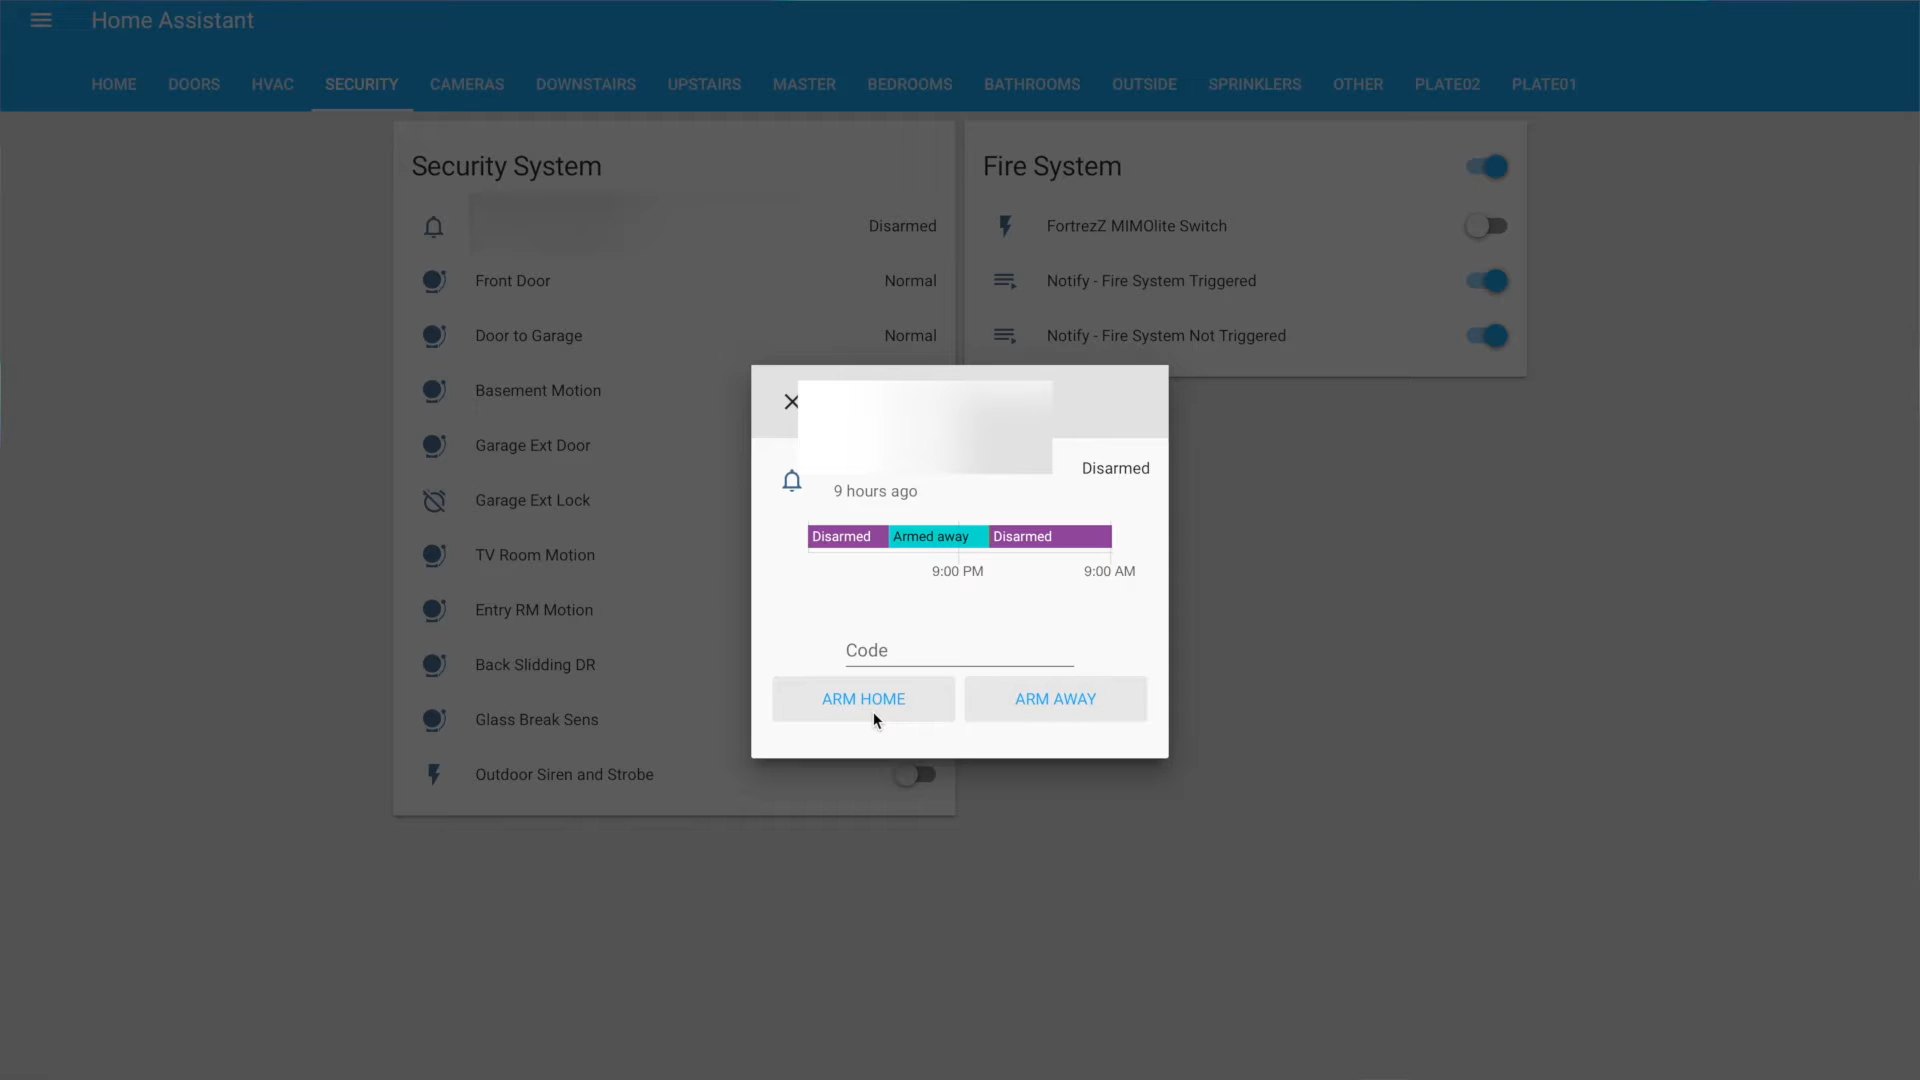 Home Assistant
HOME DOORS HVAC SECURITY CAMERAS DOWNSTAIRS UPSTAIRS MASTER BEDROOMS BATHROOMS OUTSIDE SPRINKLERS OTHER PLATE02 PLATE01
Security System
Disarmed
Front Door Normal
Door to Garage Normal
Basement Motion
Garage Ext Door
Garage Ext Lock
TV Room Motion
Entry RM Motion
Back Slidding DR
Glass Break Sens
Outdoor Siren and Strobe
Fire System
FortrezZ MIMOlite Switch
Notify - Fire System Triggered
Notify - Fire System Not Triggered
Disarmed
9 hours ago
Disarmed Armed away Disarmed
9:00 PM 9:00 AM
Code
ARM HOME ARM AWAY